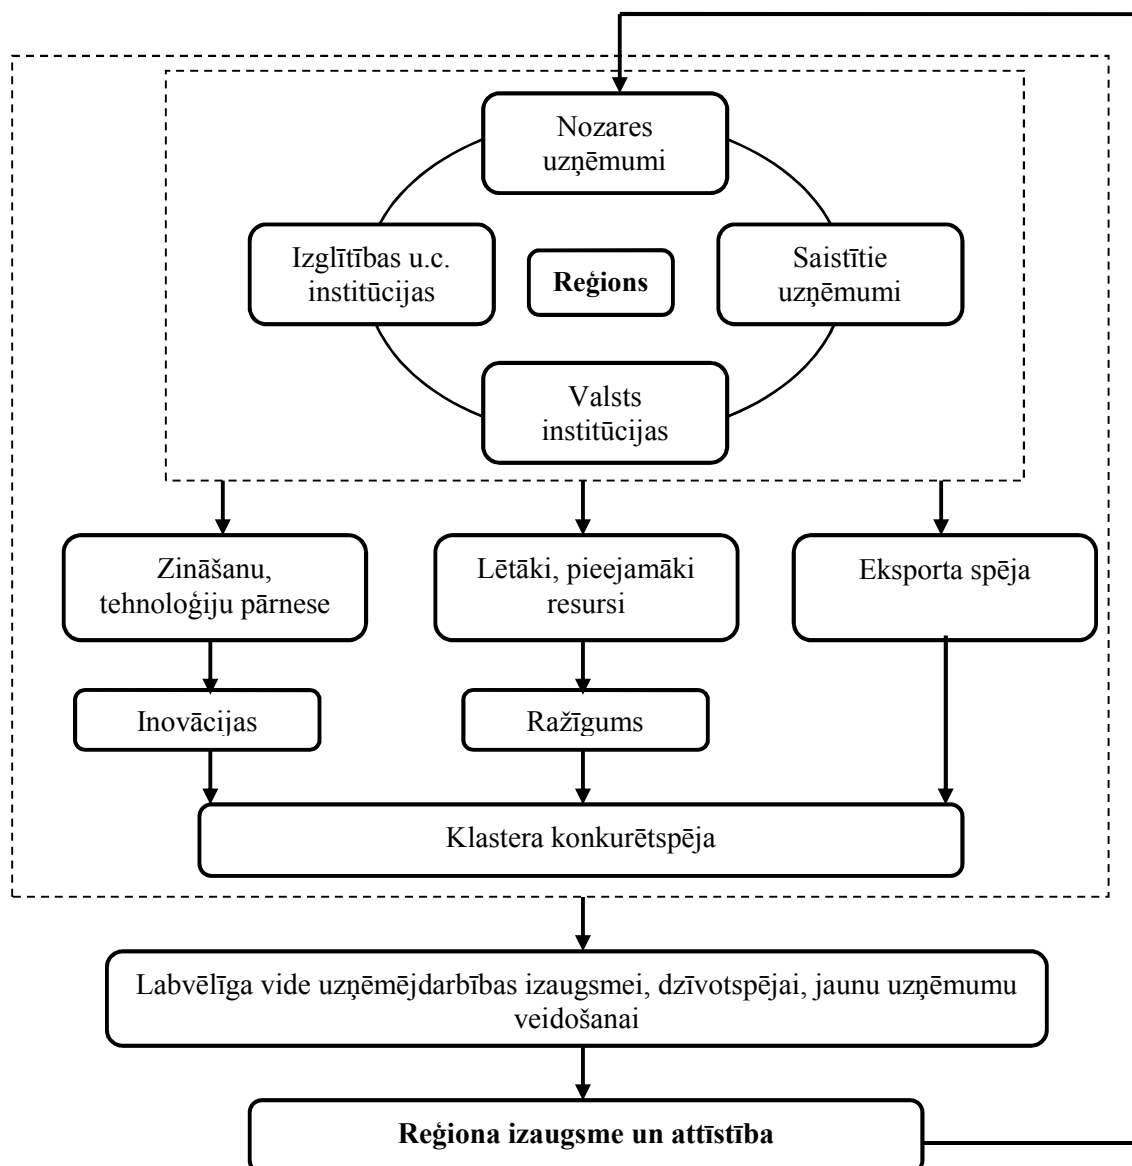 Nozares
uzņēmumi
Izglītības u.c.
institūcijas
Reģions
Saistītie
uzņēmumi
Valsts
institūcijas
Zināšanu,
tehnoloģiju pārnese
Lētāki, pieejamāki
resursi
Eksporta spēja
Inovācijas
Ražīgums
Klastera konkurētspēja
Labvēlīga vide uzņēmējdarbības izaugsmei, dzīvotspējai, jaunu uzņēmumu
veidošanai
Reģiona izaugsme un attīstība